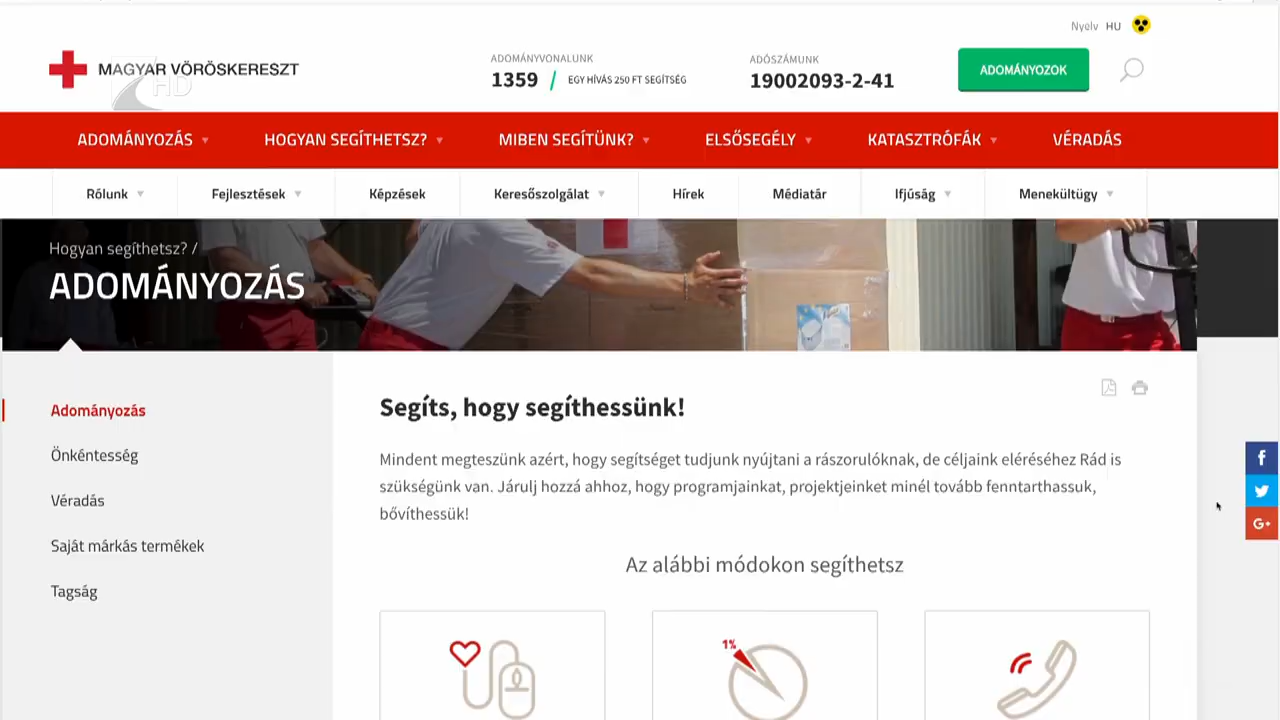 Nyelv HU
MAGYAR VÖRÖSKERESZT
HD
ADOMÁNYVONALUNK
1359 / EGY HÍVÁS 250 FT SEGÍTSÉG
ADÓSZÁMUNK
19002093-2-41
ADOMÁNYOZOK
ADOMÁNYOZÁS HOGYAN SEGÍTHETSZ? MIBEN SEGÍTÜNK? ELSŐSEGÉLY KATASZTRÓFÁK VÉRADÁS
Rólunk Fejlesztések Képzések Keresőszolgálat Hírek Médiatár Ifjúság Menekültügy
Hogyan segíthetsz? /
ADOMÁNYOZÁS
Adományozás
Önkéntesség
Véradás
Saját márkás termékek
Tagság
Segíts, hogy segíthessünk!
Mindent megteszünk azért, hogy segítséget tudjunk nyújtani a rászorulóknak, de céljaink eléréséhez Rád is
szükségünk van. Járulj hozzá ahhoz, hogy programjainkat, projektjeinket minél tovább fenntarthassuk,
bővíthessük!
Az alábbi módokon segíthetsz
1%
G+